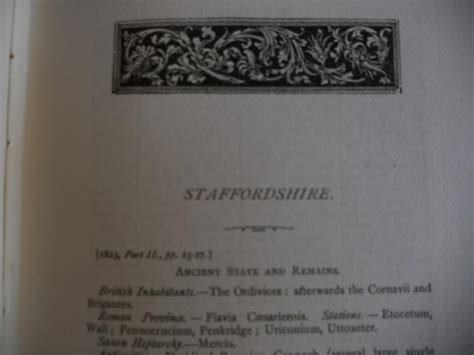 STAFFORDSHIRE.
[1823, Part II., pp. 23-27.]
ANCIENT STATE AND REMAINS.
British Inhabitants.—The Ordivices; afterwards the Cornavii and
Brigantes.
Roman Province.—Flavia Cæsariensis. Stations.—Etocetum,
Wall; Pennocrucium, Penkridge; Uriconium, Uttoxeter.
Saxon Heptarchy.—Mercia.